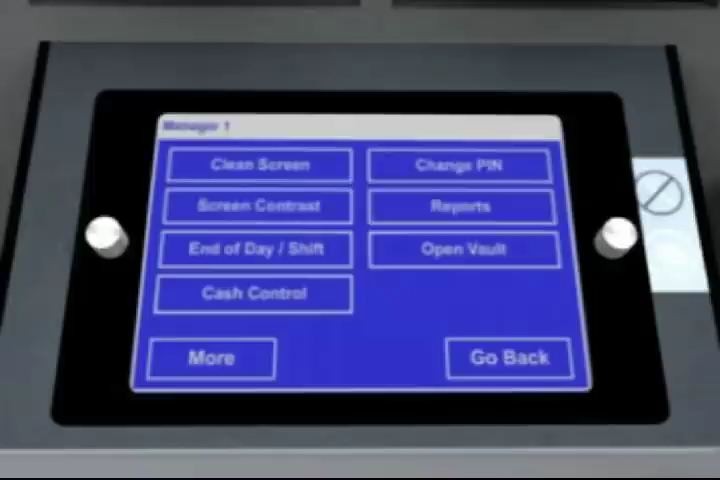 Manager 1
Clean Screen
Change PIN
Screen Contrast
Reports
End of Day / Shift
Open Vault
Cash Control
More
Go Back